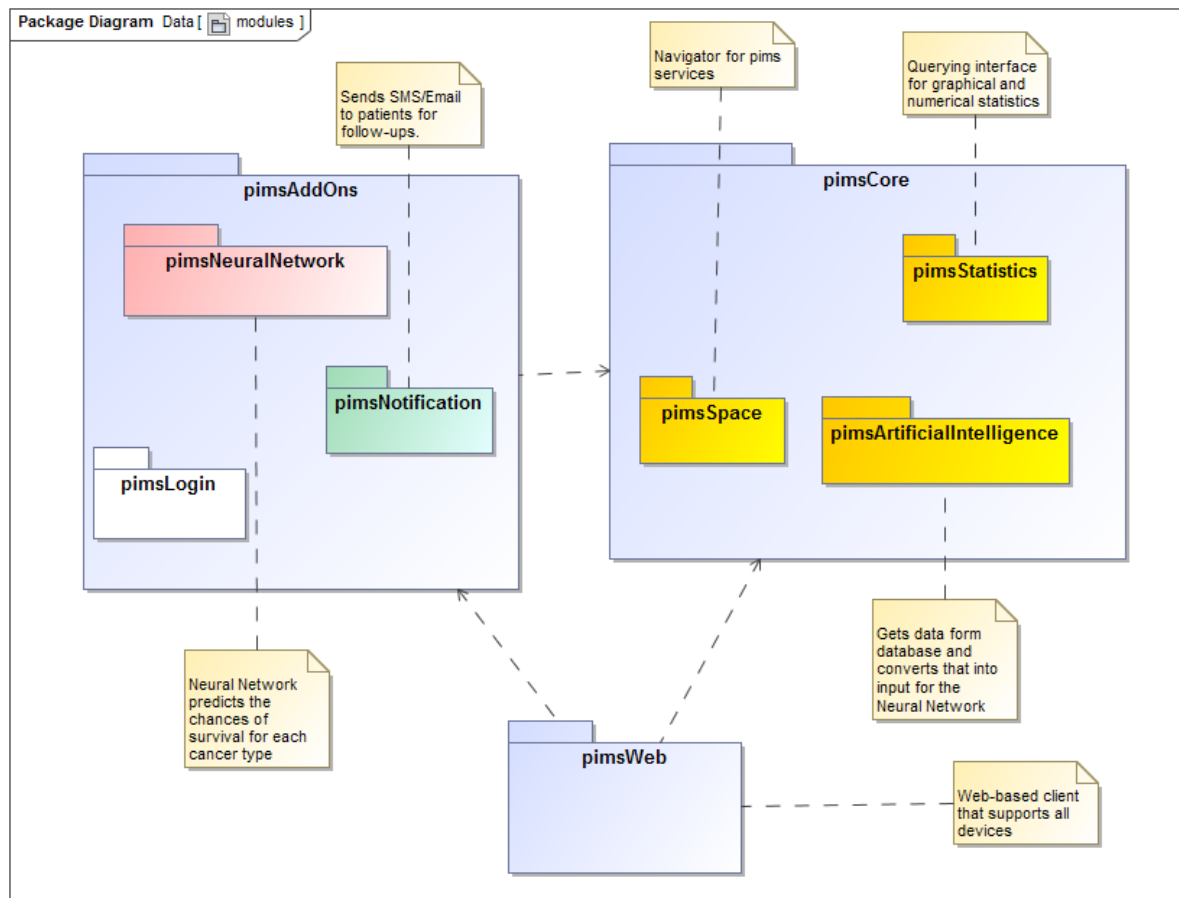 Package Diagram Data [ modules ]
Navigator for pims
services
Querying interface
for graphical and
numerical statistics
Sends SMS/Email
to patients for
follow-ups.
pimsAddOns
pimsCore
pimsNeuralNetwork
pimsStatistics
pimsNotification
pimsSpace
pimsArtificialIntelligence
pimsLogin
Gets data form
database and
converts that into
input for the
Neural Network
Neural Network
predicts the
chances of
survival for each
cancer type
pimsWeb
Web-based client
that supports all
devices